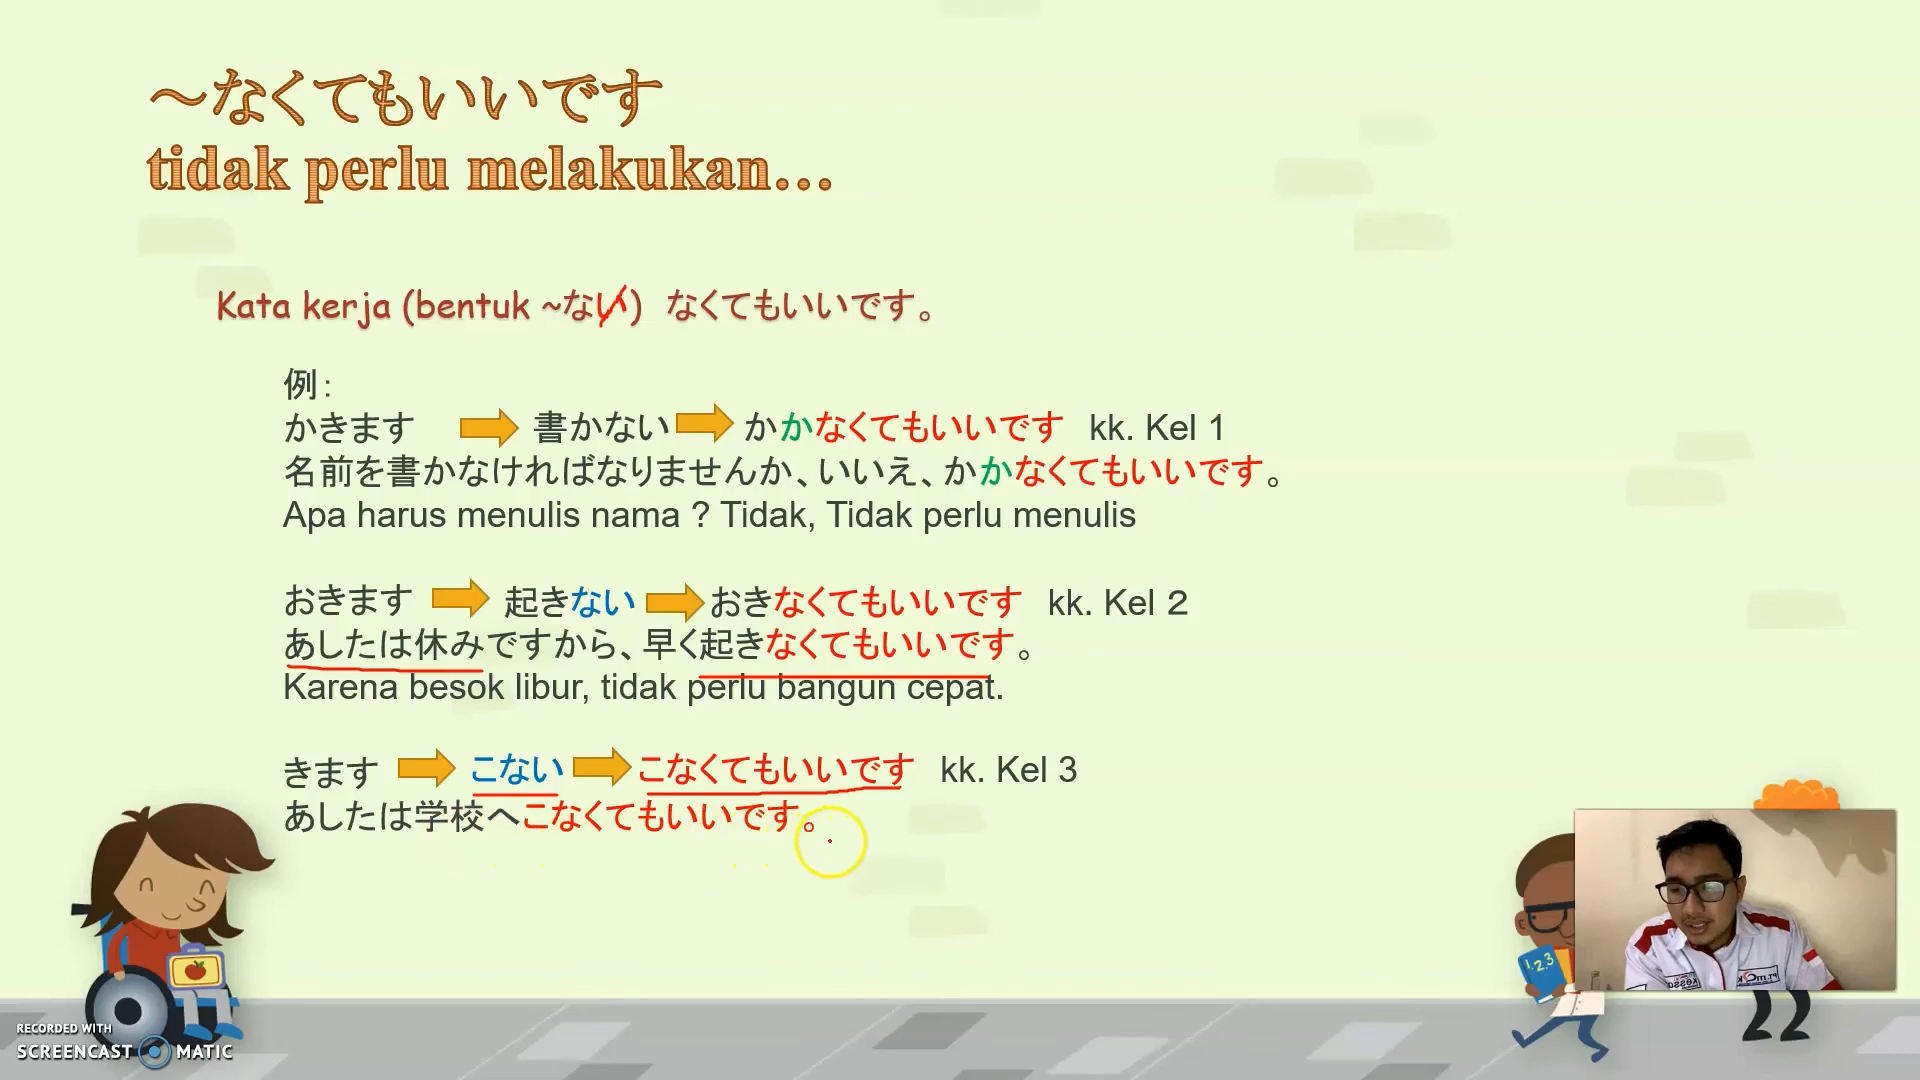 ～なくてもいいです
tidak perlu melakukan...
Kata kerja (bentuk ~ない) なくてもいいです。
例：
かきます 書かない かかなくてもいいです kk. Kel 1
名前を書かなければなりませんか、いいえ、かかなくてもいいです。
Apa harus menulis nama ? Tidak, Tidak perlu menulis
おきます 起きない おきなくてもいいです kk. Kel ２
あしたは休みですから、早く起きなくてもいいです。
Karena besok libur, tidak perlu bangun cepat.
きます こない こなくてもいいです kk. Kel 3
あしたは学校へこなくてもいいです。
1.2.3
RECORDED WITH
SCREENCAST MATIC